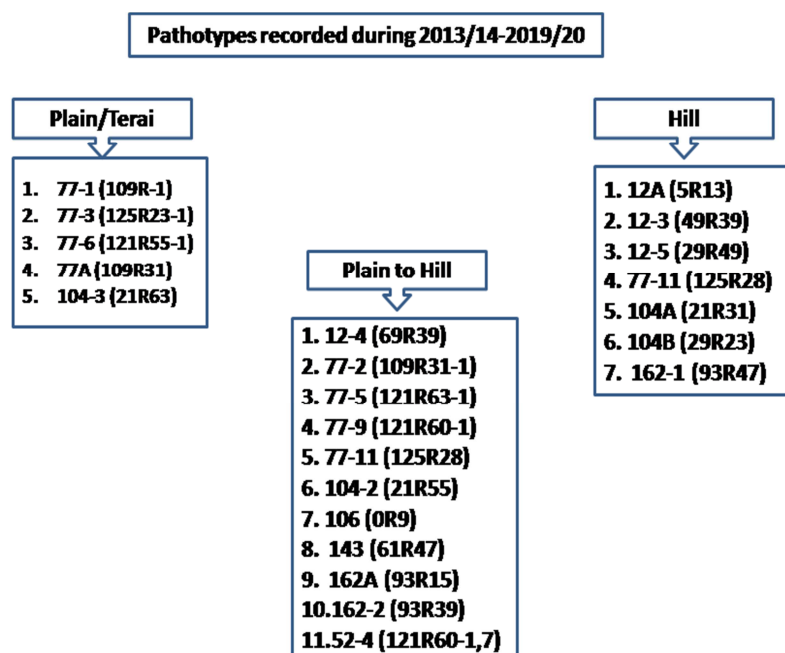 Pathotypes recorded during 2013/14-2019/20
Plain/Terai
1. 77-1 (109R-1)
2. 77-3 (125R23-1)
3. 77-6 (121R55-1)
4. 77A (109R31)
5. 104-3 (21R63)
Plain to Hill
1. 12-4 (69R39)
2. 77-2 (109R31-1)
3. 77-5 (121R63-1)
4. 77-9 (121R60-1)
5. 77-11 (125R28)
6. 104-2 (21R55)
7. 106 (0R9)
8. 143 (61R47)
9. 162A (93R15)
10.162-2 (93R39)
11.52-4 (121R60-1,7)
Hill
1. 12A (5R13)
2. 12-3 (49R39)
3. 12-5 (29R49)
4. 77-11 (125R28)
5. 104A (21R31)
6. 104B (29R23)
7. 162-1 (93R47)